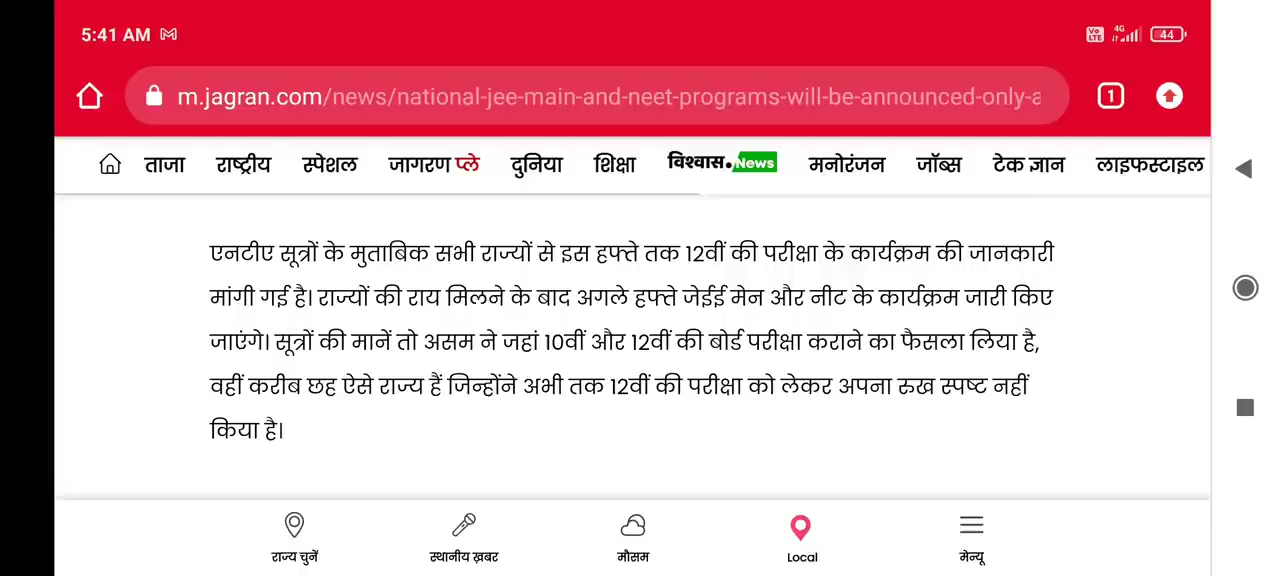 5:41 AM
Vo LTE 4G 44
m.jagran.com/news/national-jee-main-and-neet-programs-will-be-announced-only-a
1
ताजा राष्ट्रीय स्पेशल जागरण प्ले दुनिया शिक्षा विश्वास.News मनोरंजन जॉब्स टेक ज्ञान लाइफस्टाइल
एनटीए सूत्रों के मुताबिक सभी राज्यों से इस हफ्ते तक 12वीं की परीक्षा के कार्यक्रम की जानकारी
मांगी गई है। राज्यों की राय मिलने के बाद अगले हफ्ते जेईई मेन और नीट के कार्यक्रम जारी किए
जाएंगे। सूत्रों की मानें तो असम ने जहां 10वीं और 12वीं की बोर्ड परीक्षा कराने का फैसला लिया है,
वहीं करीब छह ऐसे राज्य हैं जिन्होंने अभी तक 12वीं की परीक्षा को लेकर अपना रुख स्पष्ट नहीं
किया है।
राज्य चुनें स्थानीय ख़बर मौसम Local मेन्यू